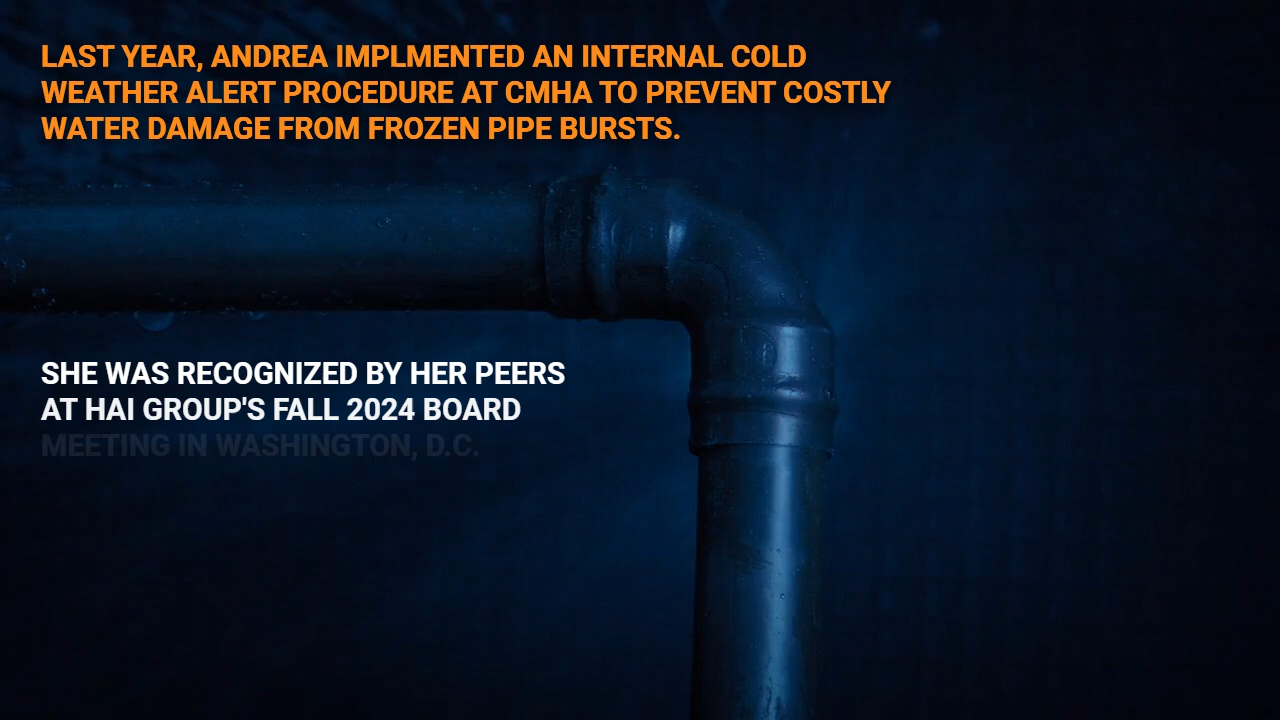 LAST YEAR, ANDREA IMPLMENTED AN INTERNAL COLD
WEATHER ALERT PROCEDURE AT CMHA TO PREVENT COSTLY
WATER DAMAGE FROM FROZEN PIPE BURSTS.
SHE WAS RECOGNIZED BY HER PEERS
AT HAI GROUP'S FALL 2024 BOARD
MEETING IN WASHINGTON, D.C.